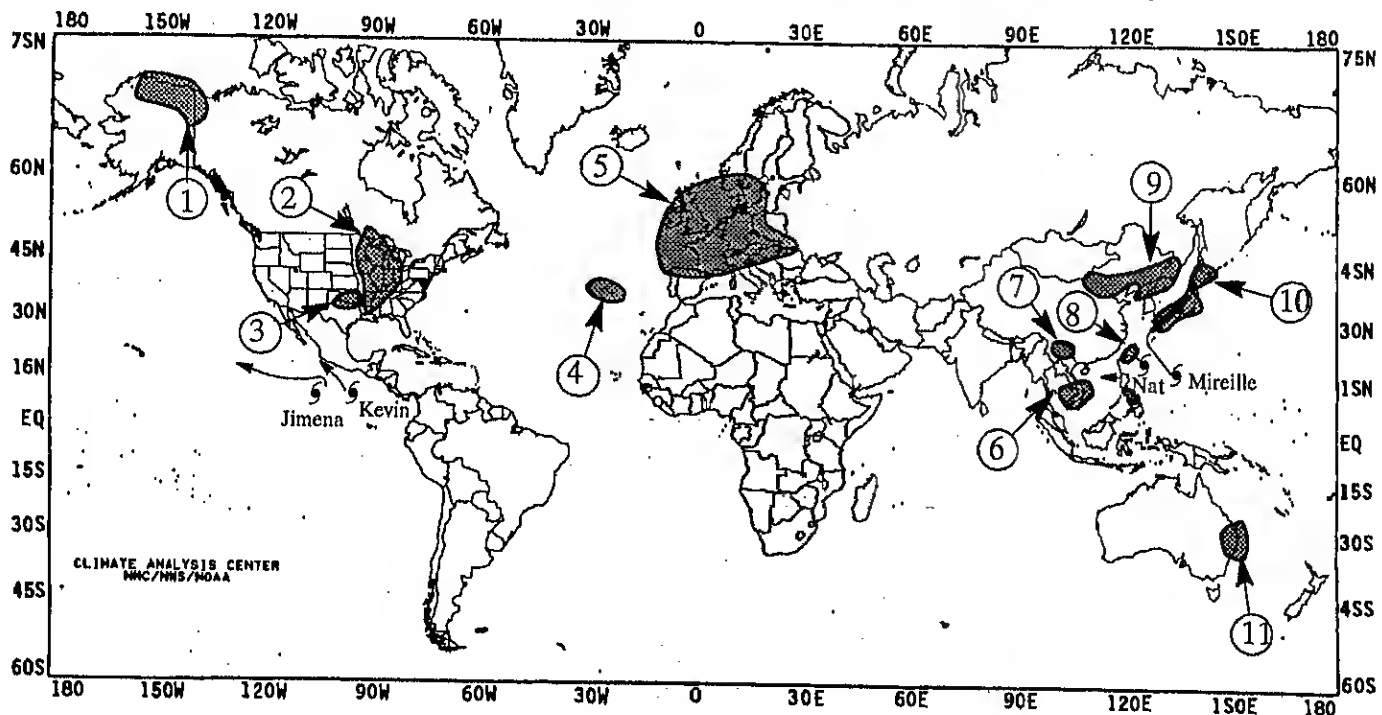 180 150W 120W 90W 60W 30W 0 30E 60E 90E 120E 150E 180
75N 75N
60N 60N
45N 45N
30N 30N
16N 15N
EQ EQ
15S 15S
30S 30S
45S 45S
60S 60S
1
2
3
4
5
6
7
8
9
10
11
Jimena
Kevin
Nat
Mireille
CLIMATE ANALYSIS CENTER
NMC/NWS/NOAA
180 150W 120W 90W 60W 30W 0 30E 60E 90E 120E 150E 180